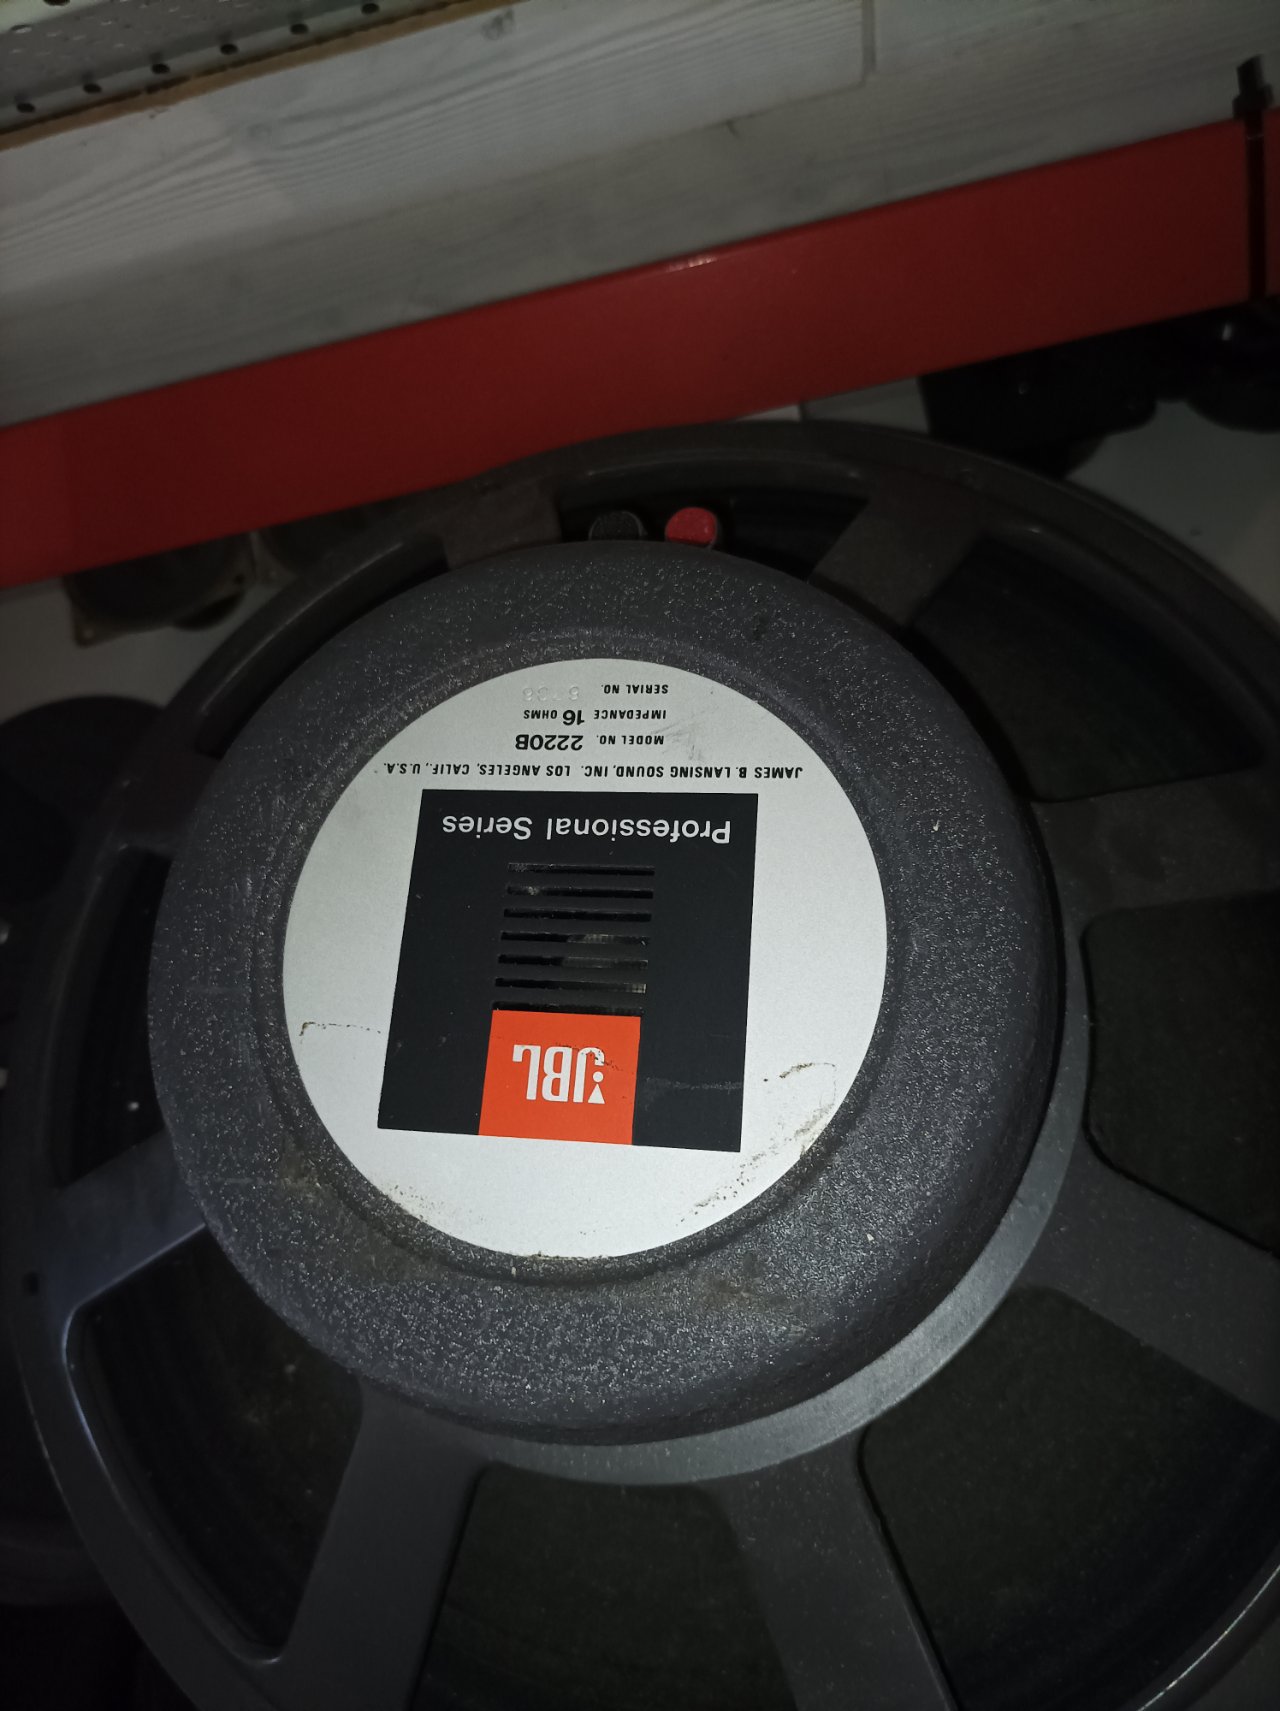 JBL
Professional Series
JAMES B. LANSING SOUND, INC. LOS ANGELES, CALIF., U.S.A.
MODEL NO. 2220B
IMPEDANCE 16 OHMS
SERIAL NO.